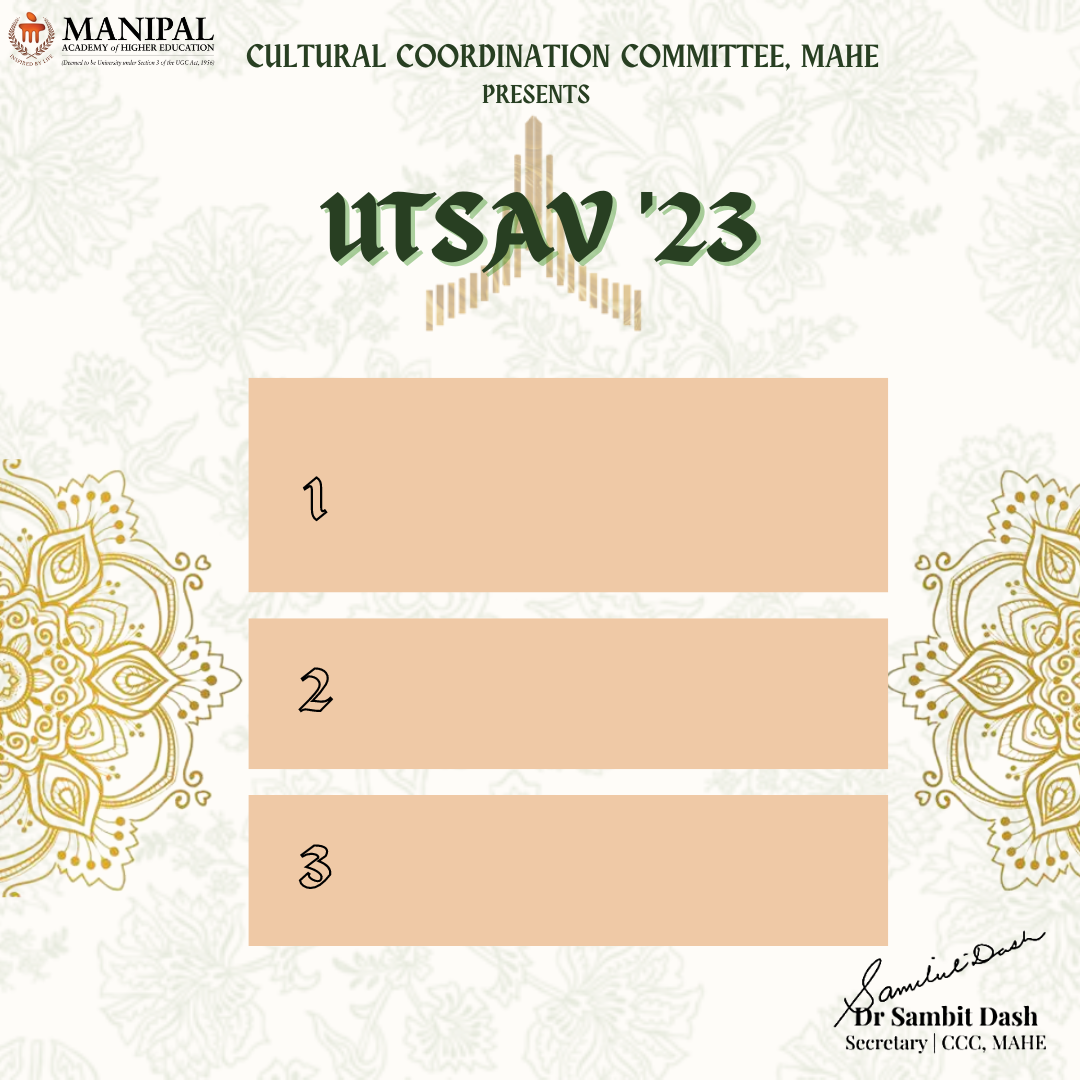 MANIPAL
ACADEMY of HIGHER EDUCATION
(Deemed to be University under Section 3 of the UGC Act, 1956)
INSPIRED BY LIFE
CULTURAL COORDINATION COMMITTEE, MAHE
PRESENTS
UTSAV '23
1
2
3
Sambit Dash
Dr Sambit Dash
Secretary | CCC, MAHE